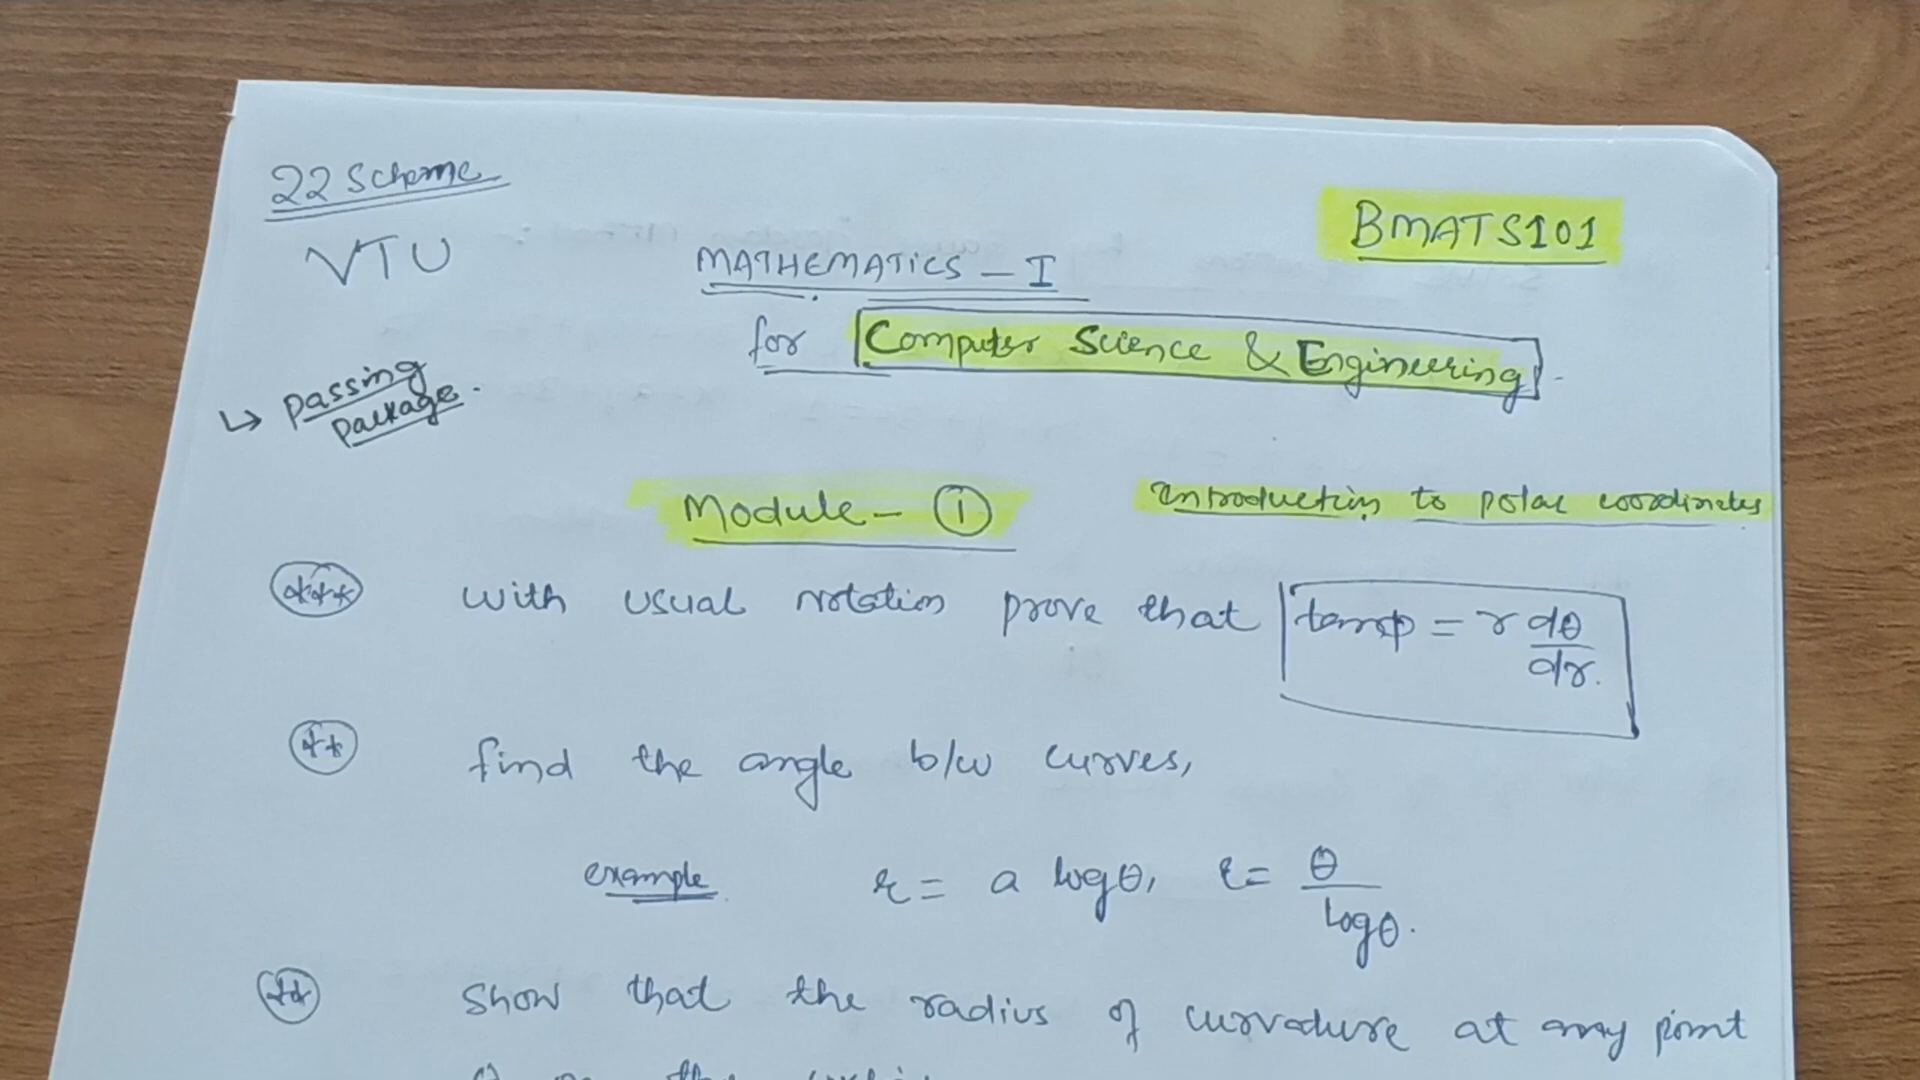 22 Scheme
VTU
BMATS101
MATHEMATICS - I
for Computer Science & Engineering.
↳ passing package.
Module - ① Introduction to polar coordinates
*** with usual notation prove that tanφ = r dθ/dr.
** find the angle b/w curves,
example r = a logθ, r = θ/logθ.
** Show that the radius of curvature at any point